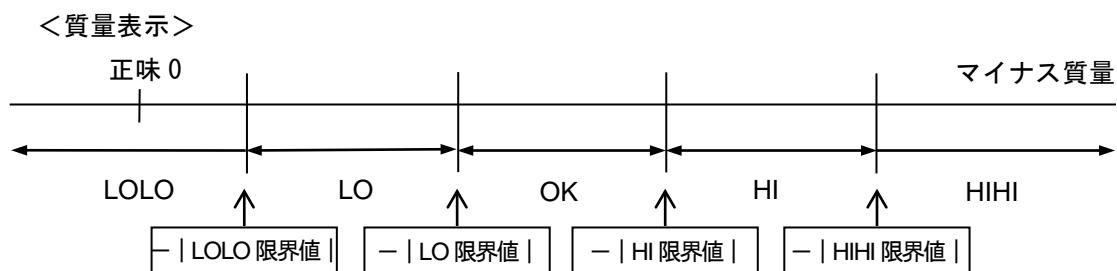 ＜質量表示＞
正味 0
マイナス質量
LOLO LO OK HI HIHI
－｜LOLO 限界値｜ －｜LO 限界値｜ －｜HI 限界値｜ －｜HIHI 限界値｜